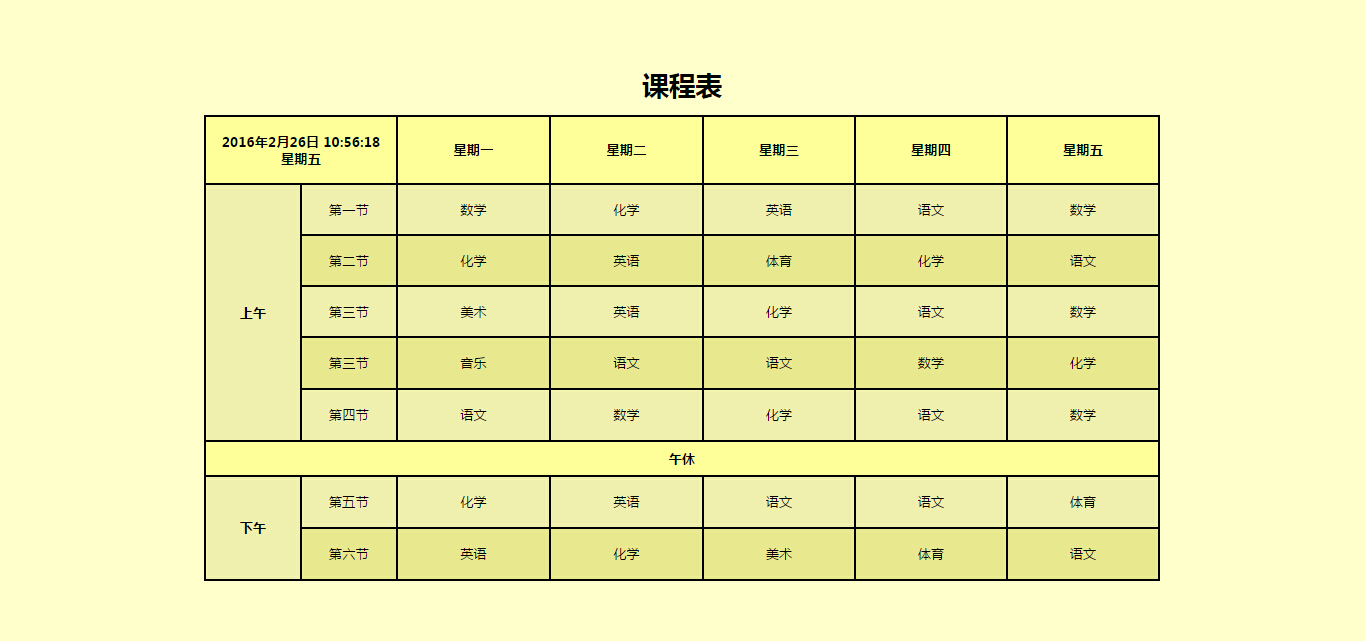 课程表
2016年2月26日 10:56:18
星期五
星期一 星期二 星期三 星期四 星期五
上午
第一节 数学 化学 英语 语文 数学
第二节 化学 英语 体育 化学 语文
第三节 美术 英语 化学 语文 数学
第三节 音乐 语文 语文 数学 化学
第四节 语文 数学 化学 语文 数学
午休
下午
第五节 化学 英语 语文 语文 体育
第六节 英语 化学 美术 体育 语文